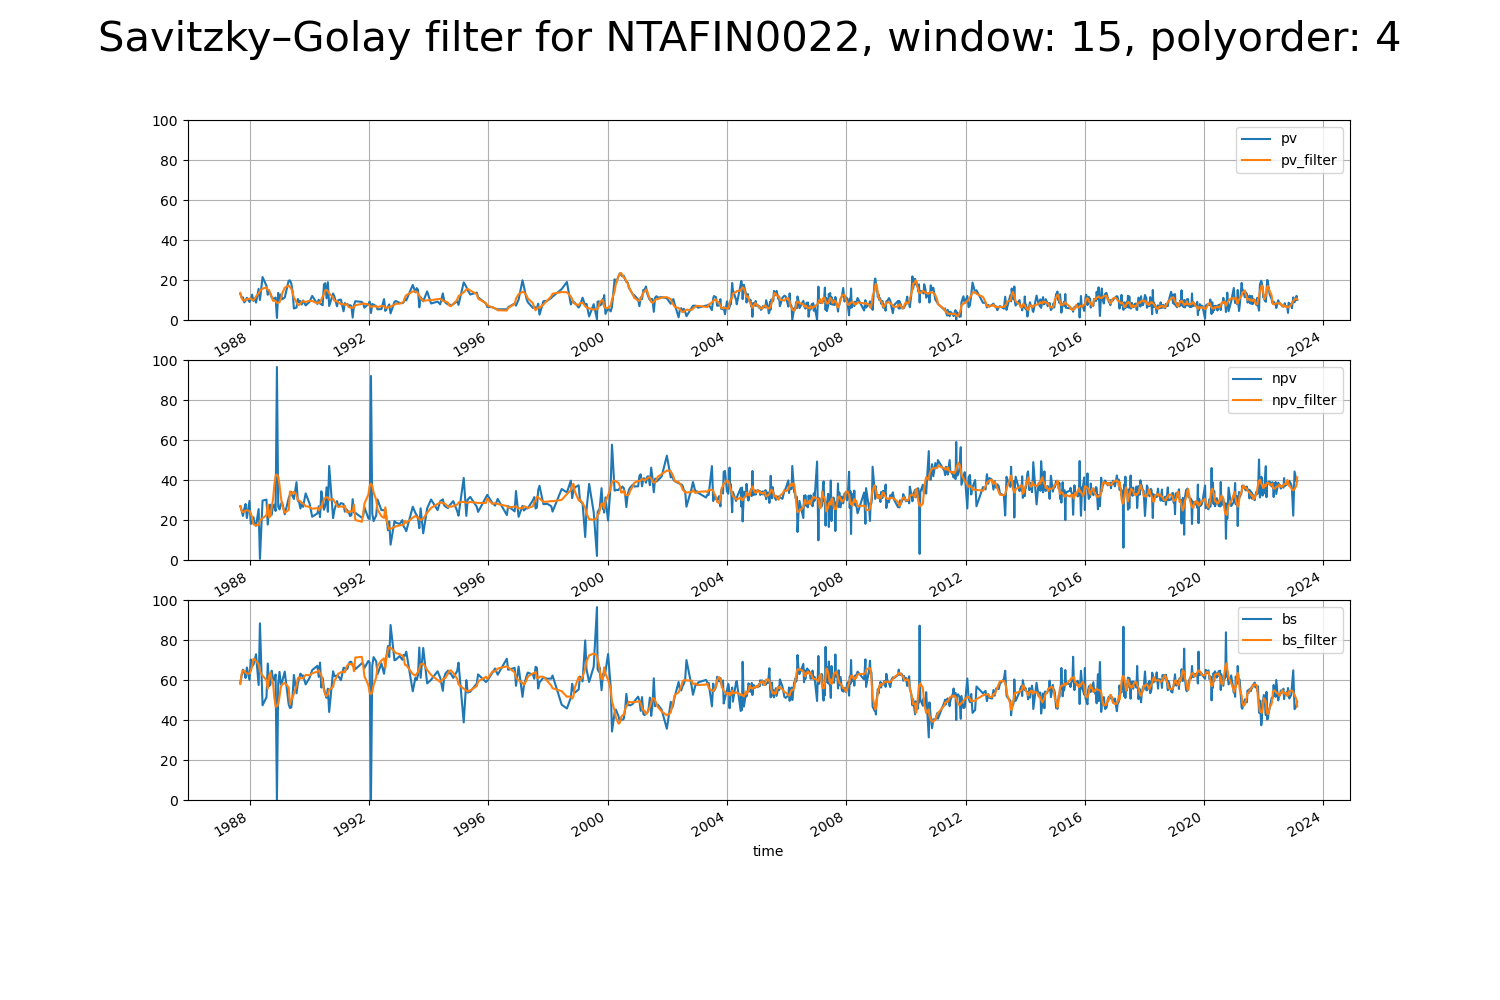 Savitzky–Golay filter for NTAFIN0022, window: 15, polyorder: 4
100
80
60
40
20
0
pv
pv_filter
1988 1992 1996 2000 2004 2008 2012 2016 2020 2024
100
80
60
40
20
0
npv
npv_filter
1988 1992 1996 2000 2004 2008 2012 2016 2020 2024
100
80
60
40
20
0
bs
bs_filter
1988 1992 1996 2000 2004 2008 2012 2016 2020 2024
time